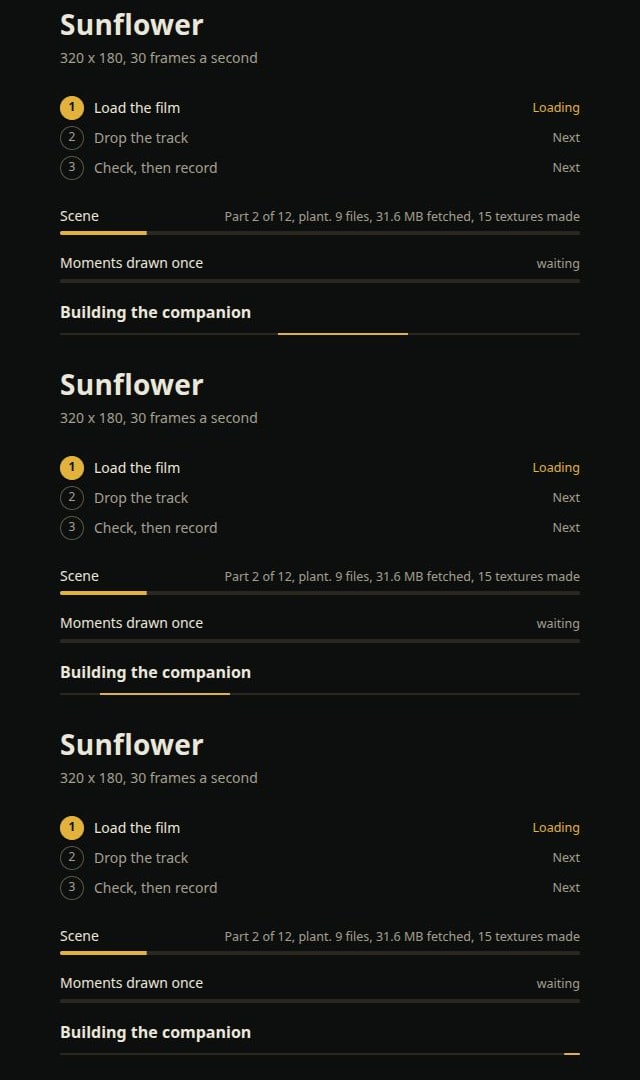 Sunflower
320 x 180, 30 frames a second
1 Load the film Loading
2 Drop the track Next
3 Check, then record Next
Scene Part 2 of 12, plant. 9 files, 31.6 MB fetched, 15 textures made
Moments drawn once waiting
Building the companion
Sunflower
320 x 180, 30 frames a second
1 Load the film Loading
2 Drop the track Next
3 Check, then record Next
Scene Part 2 of 12, plant. 9 files, 31.6 MB fetched, 15 textures made
Moments drawn once waiting
Building the companion
Sunflower
320 x 180, 30 frames a second
1 Load the film Loading
2 Drop the track Next
3 Check, then record Next
Scene Part 2 of 12, plant. 9 files, 31.6 MB fetched, 15 textures made
Moments drawn once waiting
Building the companion